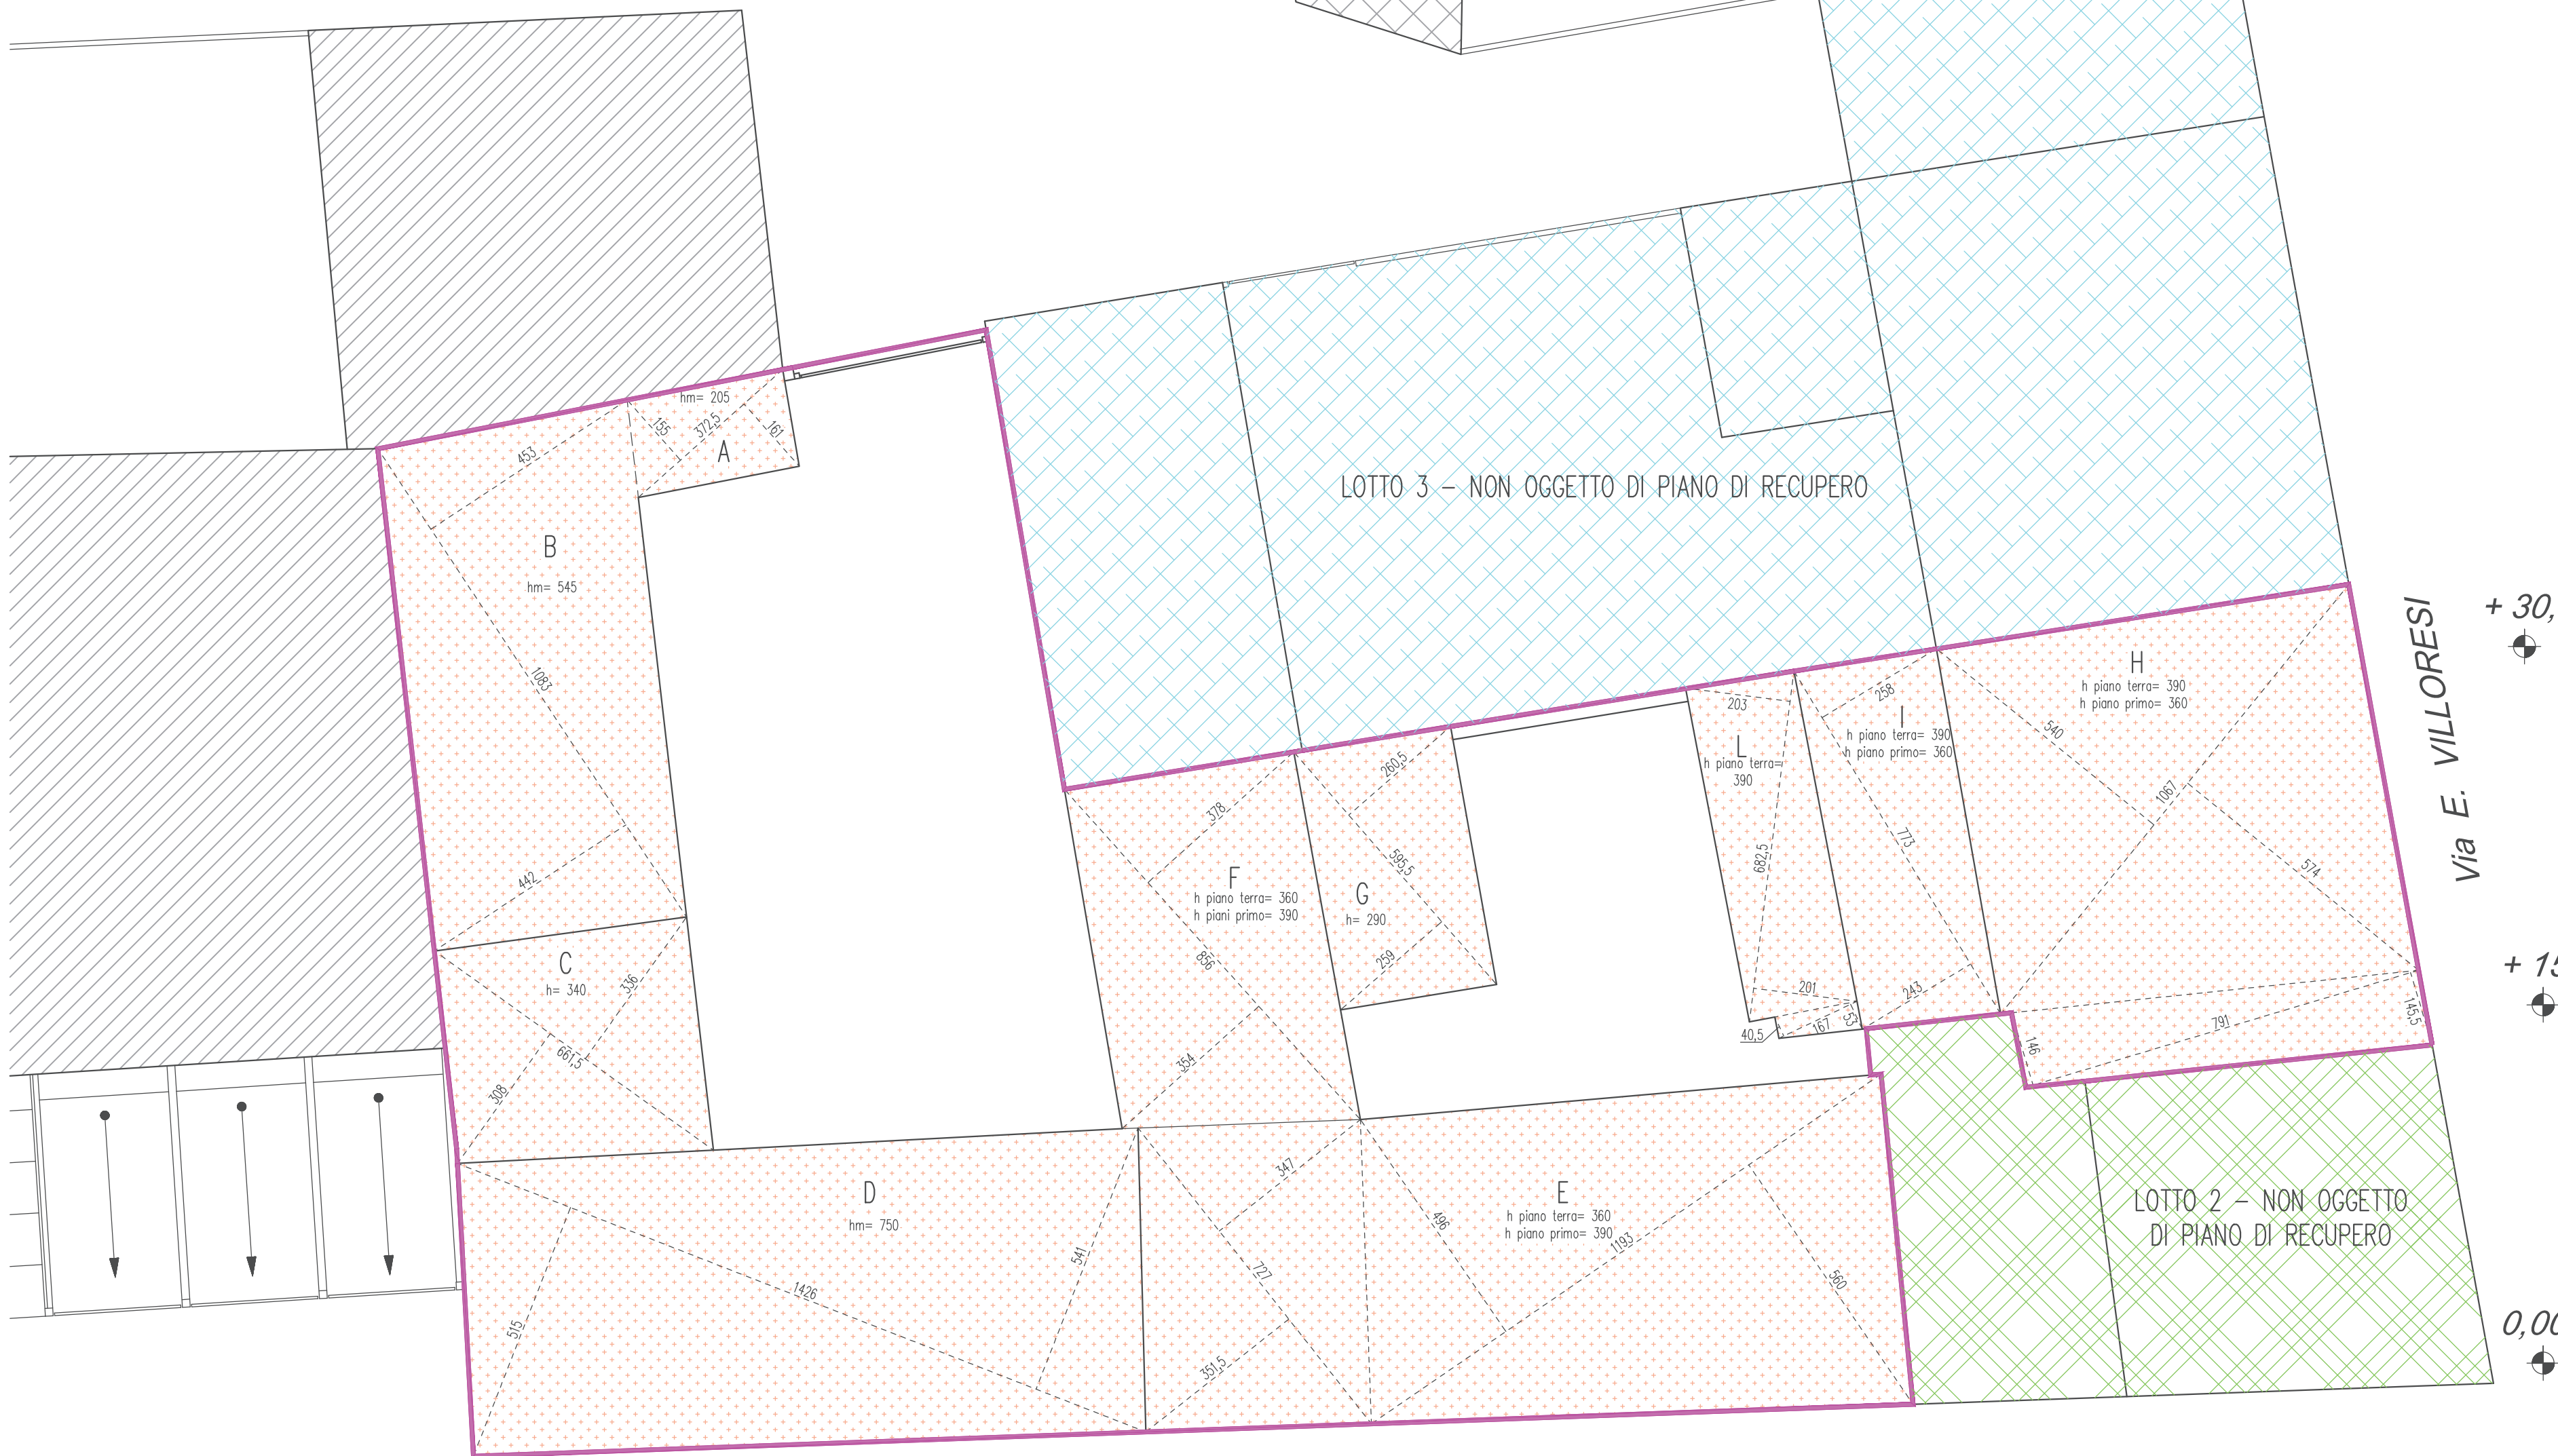 hm= 205
155
372,5
161
A
453
B
hm= 545
1083
442
C
h= 340
336
661,5
308
LOTTO 3 – NON OGGETTO DI PIANO DI RECUPERO
378
F
h piano terra= 360
h piani primo= 390
856
354
260,5
595,5
G
h= 290
259
203
L
h piano terra=
390
682,5
201
40,5
167
53
258
I
h piano terra= 390
h piano primo= 360
773
243
H
h piano terra= 390
h piano primo= 360
540
1067
574
791
146
145,5
Via E. VILLORESI
+ 30,
+ 15
0,00
D
hm= 750
541
1426
515
347
727
351,5
E
h piano terra= 360
h piano primo= 390
496
1193
560
LOTTO 2 – NON OGGETTO
DI PIANO DI RECUPERO